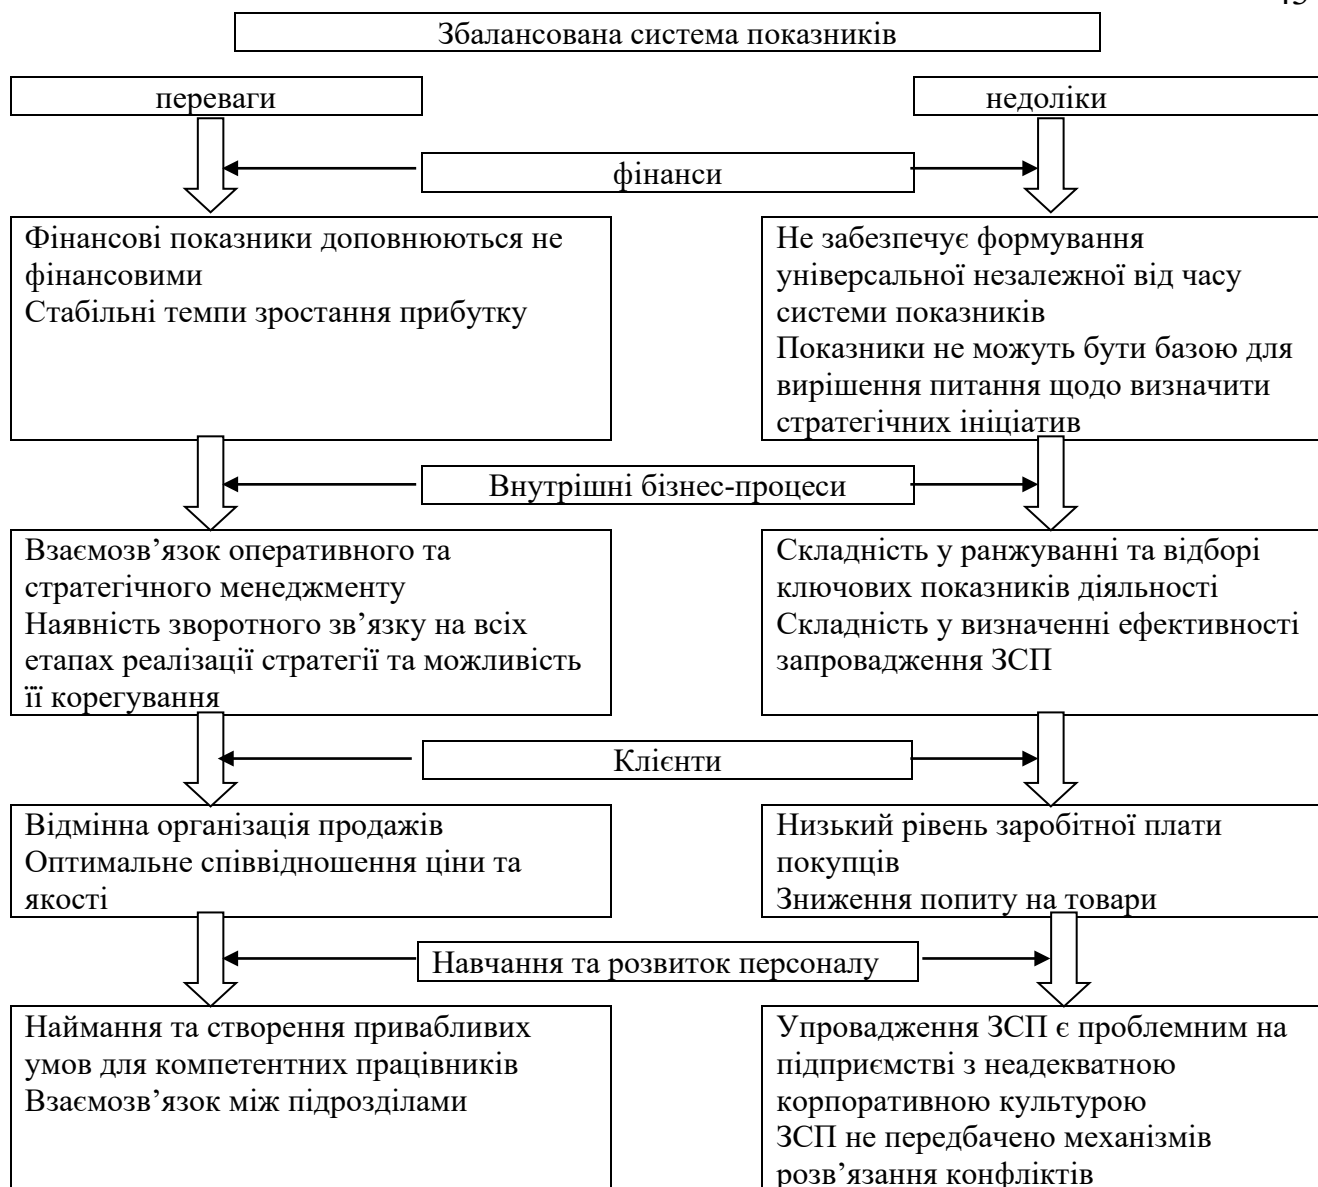 Збалансована система показників
переваги
недоліки
фінанси
Фінансові показники доповнюються не
фінансовими
Стабільні темпи зростання прибутку
Не забезпечує формування
універсальної незалежної від часу
системи показників
Показники не можуть бути базою для
вирішення питання щодо визначити
стратегічних ініціатив
Внутрішні бізнес-процеси
Взаємозв’язок оперативного та
стратегічного менеджменту
Наявність зворотного зв’язку на всіх
етапах реалізації стратегії та можливість
її корегування
Складність у ранжуванні та відборі
ключових показників діяльності
Складність у визначенні ефективності
запровадження ЗСП
Клієнти
Відмінна організація продажів
Оптимальне співвідношення ціни та
якості
Низький рівень заробітної плати
покупців
Зниження попиту на товари
Навчання та розвиток персоналу
Наймання та створення привабливих
умов для компетентних працівників
Взаємозв’язок між підрозділами
Упровадження ЗСП є проблемним на
підприємстві з неадекватною
корпоративною культурою
ЗСП не передбачено механізмів
розв’язання конфліктів